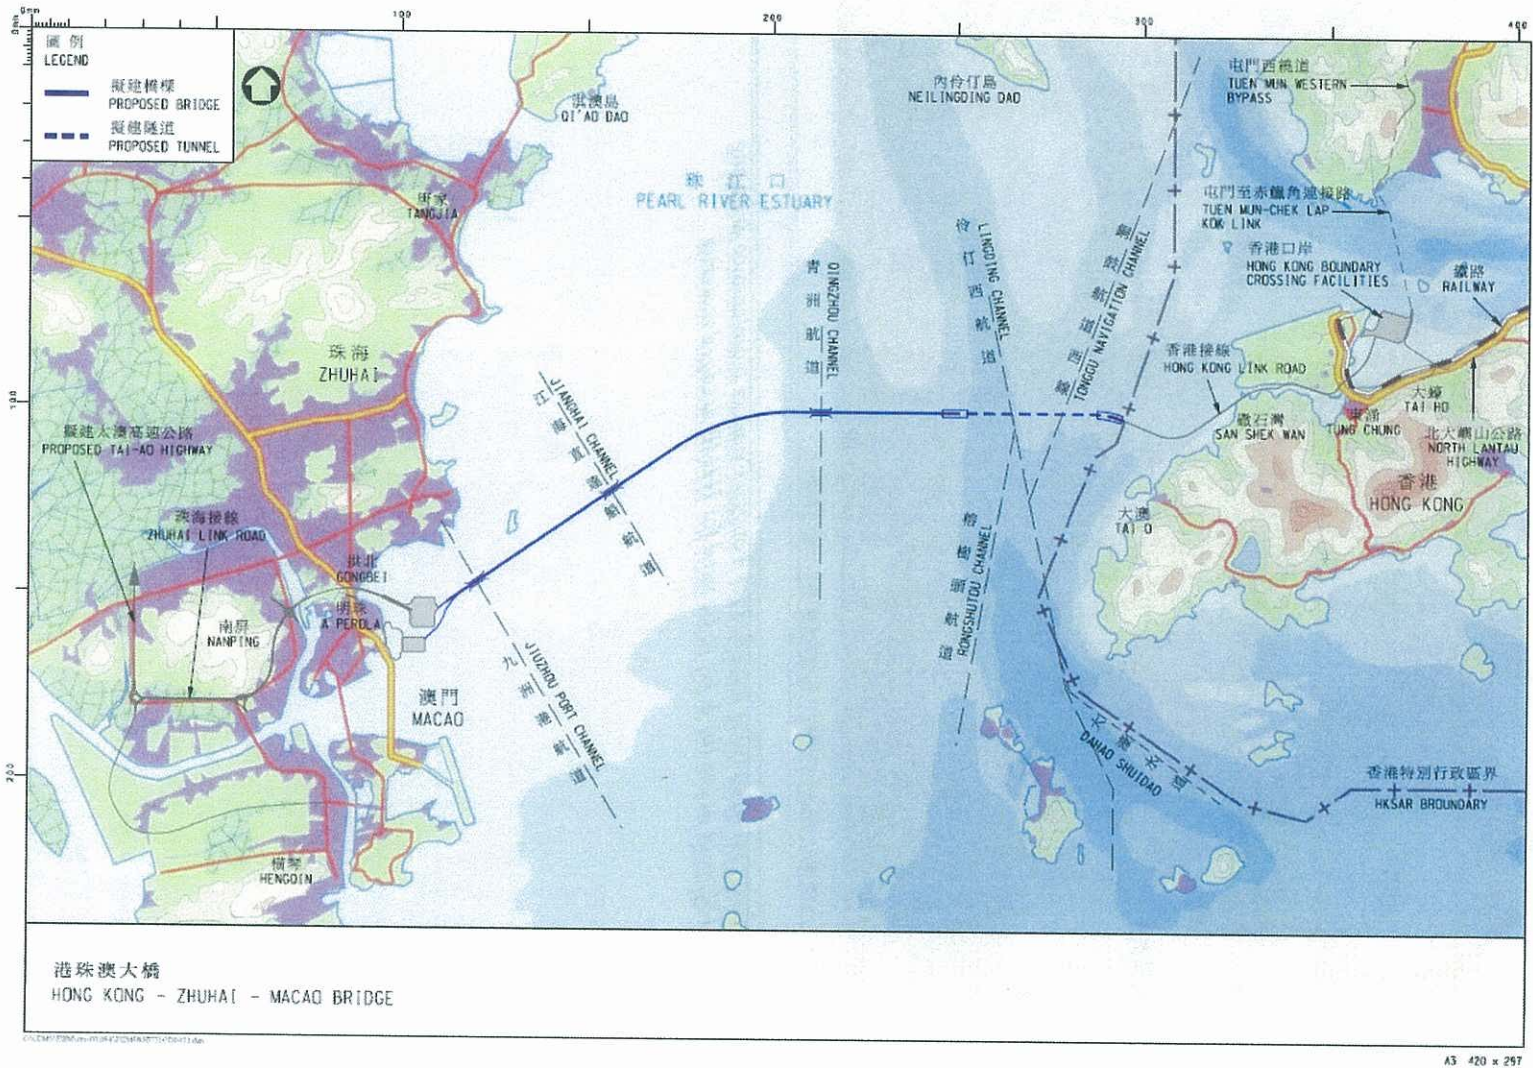 0mm
100
200
300
400
0mm
100
200
圖例
LEGEND
擬建橋樑
PROPOSED BRIDGE
擬建隧道
PROPOSED TUNNEL
淇澳島
QI'AO DAO
內伶仃島
NEILINGDING DAO
屯門西繞道
TUEN MUN WESTERN
BYPASS
唐家
TANGJIA
珠江口
PEARL RIVER ESTUARY
屯門至赤鱲角連接路
TUEN MUN-CHEK LAP
KOK LINK
香港口岸
HONG KONG BOUNDARY
CROSSING FACILITIES
鐵路
RAILWAY
青洲航道
QINGZHOU CHANNEL
伶仃西航道
LINGDING CHANNEL
TONGGU NAVIGATION CHANNEL
珠海
ZHUHAI
香港接線
HONG KONG LINK ROAD
JIANGHAI CHANNEL
江海直達船航道
大蠔
TAI HO
東涌
TUNG CHUNG
䃟石灣
SAN SHEK WAN
北大嶼山公路
NORTH LANTAU
HIGHWAY
擬建太澳高速公路
PROPOSED TAI-AO HIGHWAY
香港
HONG KONG
大澳
TAI O
珠海接線
ZHUHAI LINK ROAD
拱北
GONGBEI
明珠
A PEROLA
南屏
NANPING
榕樹頭航道
RONGSHUTOU CHANNEL
JIUZHOU PORT CHANNEL
九洲港航道
澳門
MACAO
大濠水道
DAHAO SHUIDAO
香港特別行政區界
HKSAR BROUNDARY
橫琴
HENGQIN
港珠澳大橋
HONG KONG - ZHUHAI - MACAO BRIDGE
A3 420 x 297